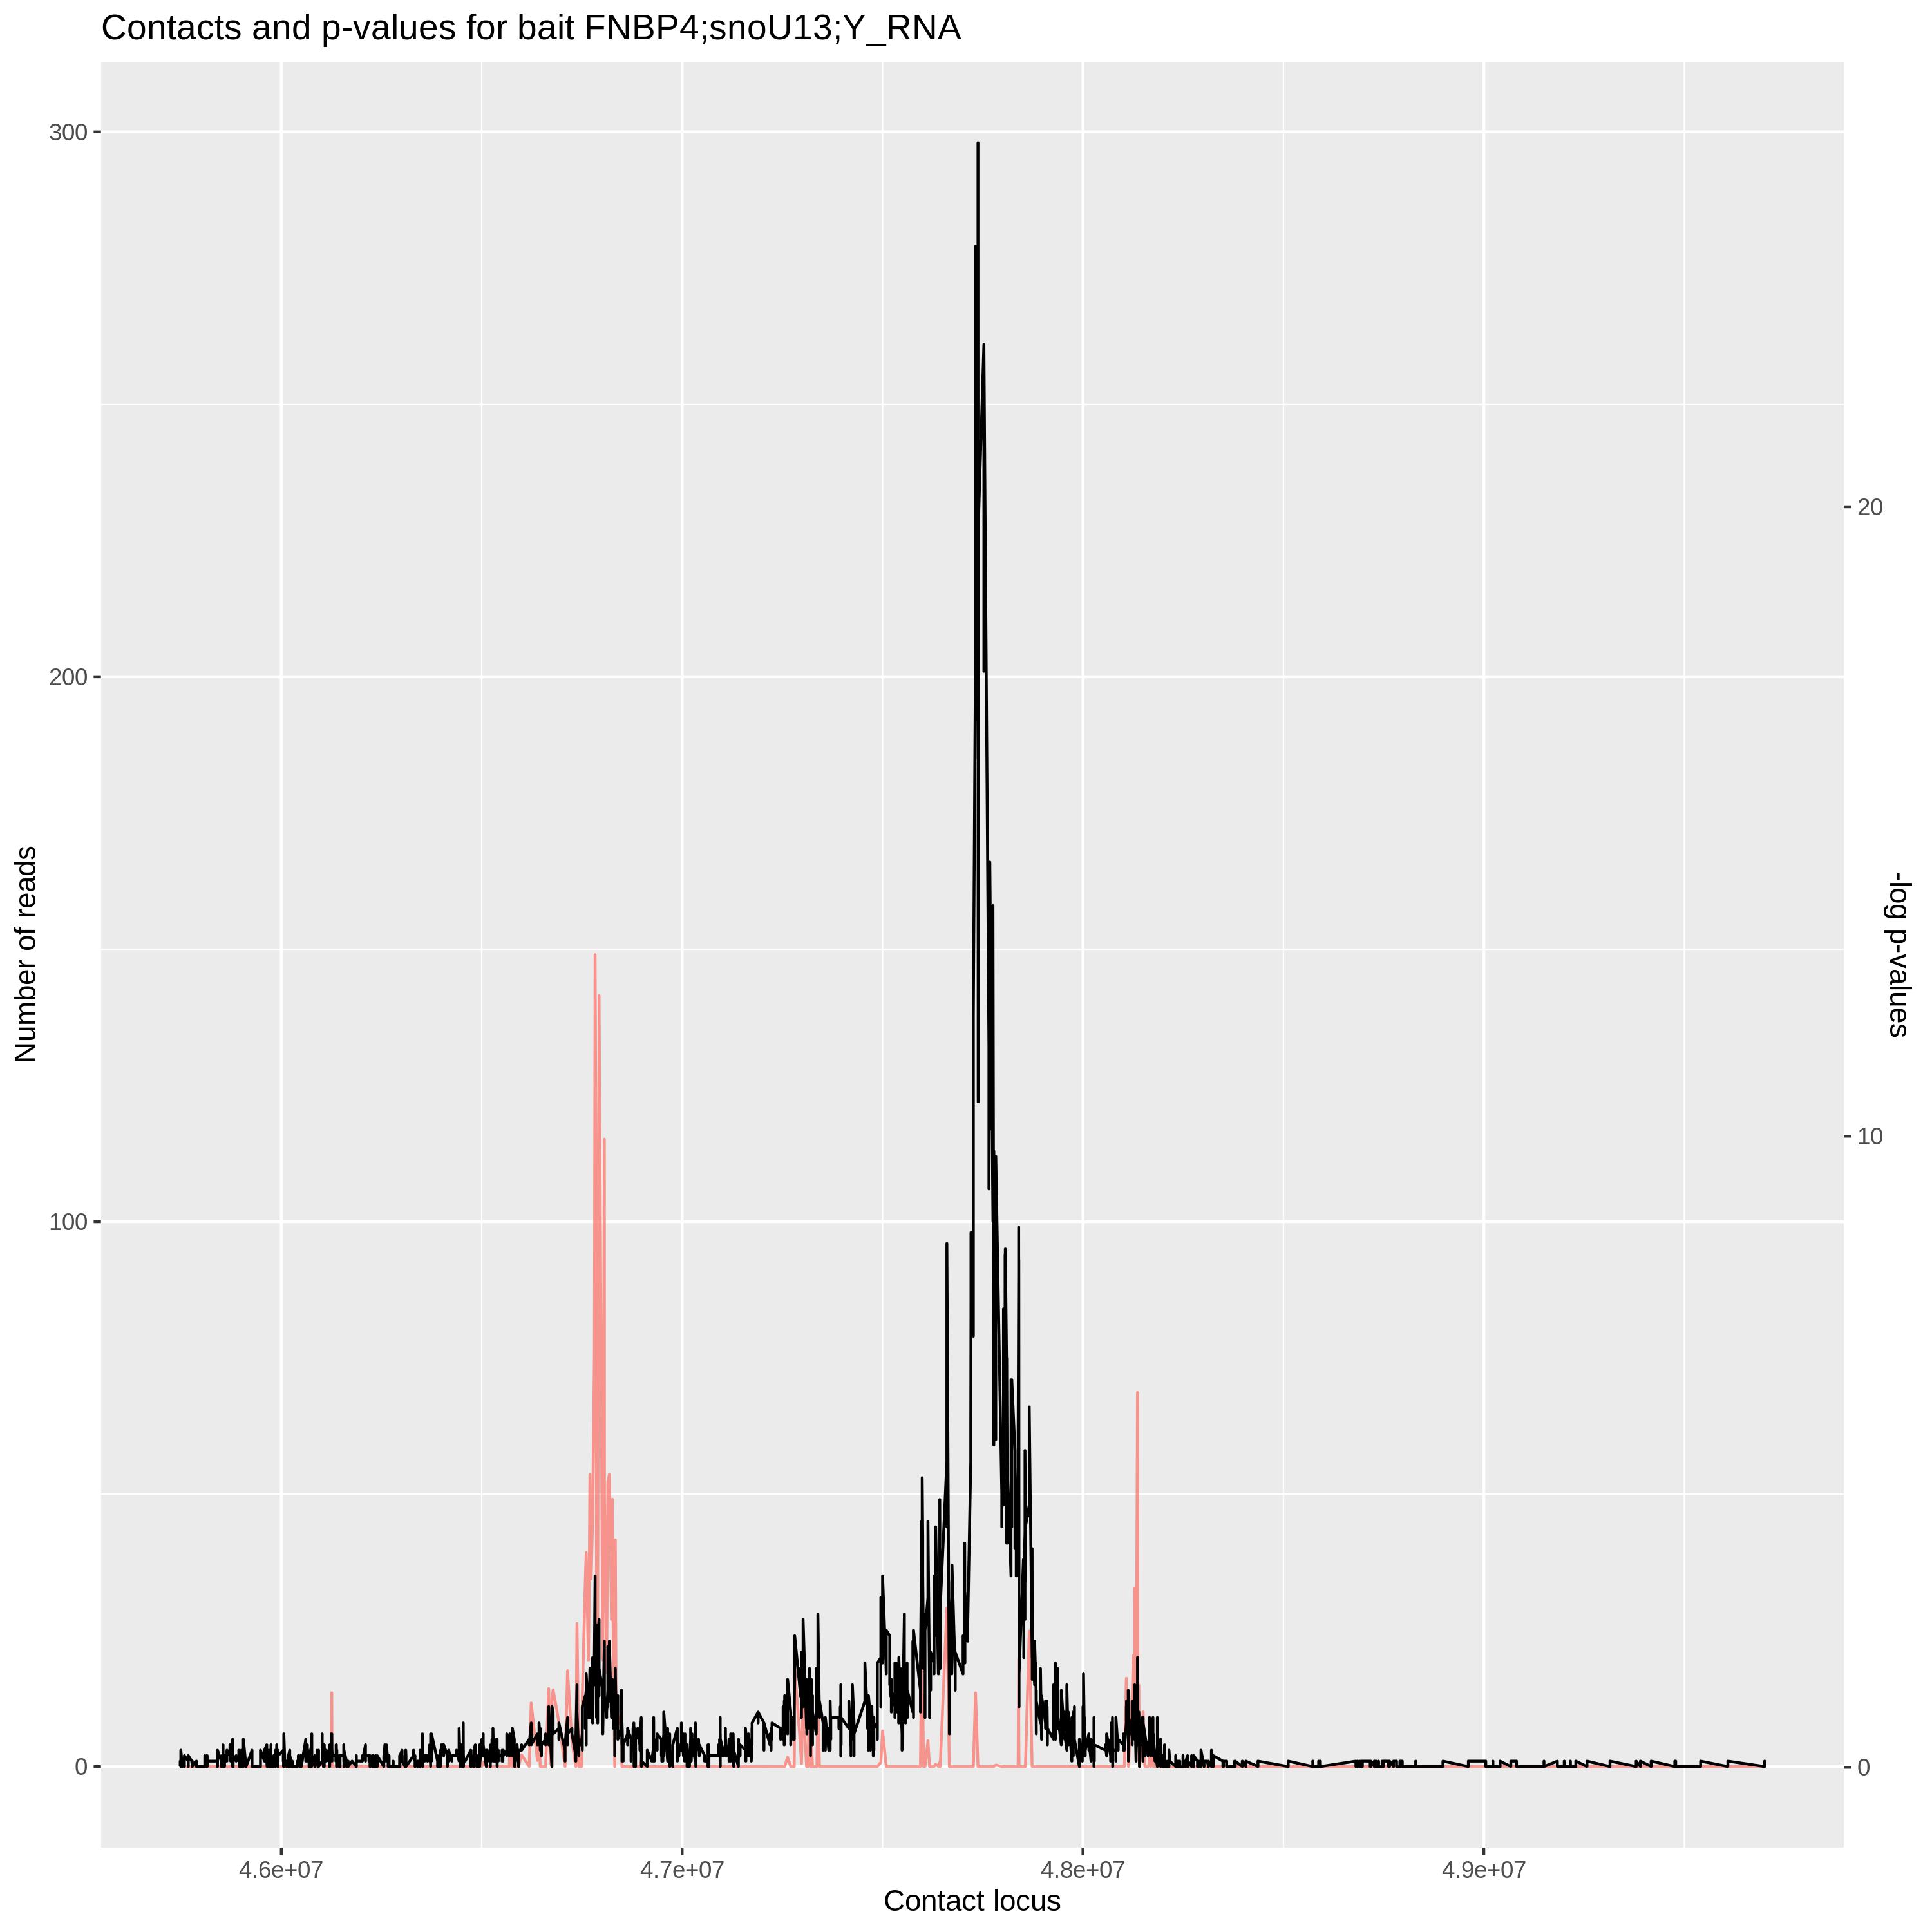 Contacts and p-values for bait FNBP4;snoU13;Y_RNA
300
200
100
0
Number of reads
20
10
0
-log p-values
4.6e+07
4.7e+07
4.8e+07
4.9e+07
Contact locus